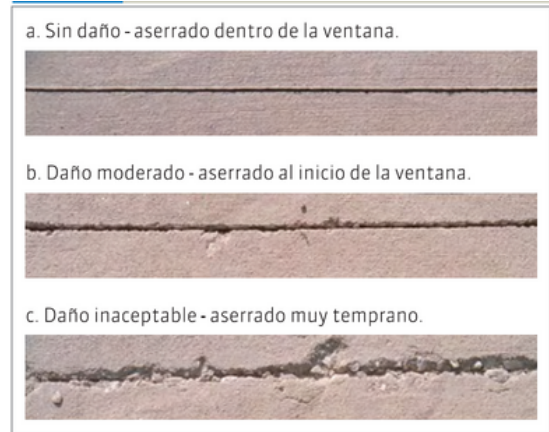 a. Sin daño - aserrado dentro de la ventana.
b. Daño moderado - aserrado al inicio de la ventana.
c. Daño inaceptable - aserrado muy temprano.